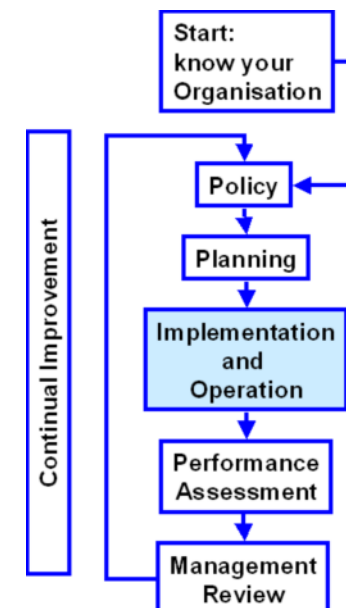 Start:
know your
Organisation
Continual Improvement
Policy
Planning
Implementation
and
Operation
Performance
Assessment
Management
Review